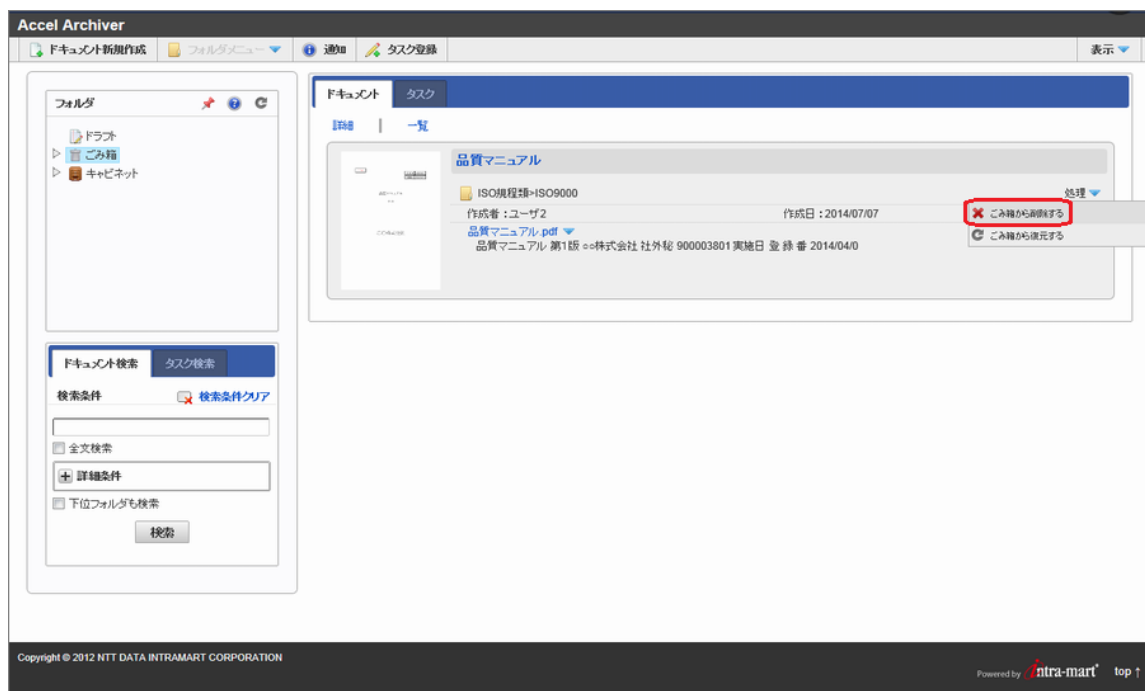 Accel Archiver
ドキュメント新規作成 フォルダメニュー 通知 タスク登録 表示
フォルダ
ドラフト
ごみ箱
キャビネット
ドキュメント タスク
詳細 | 一覧
品質マニュアル
ISO規程類>ISO9000 処理
作成者 : ユーザ2 作成日 : 2014/07/07
ごみ箱から削除する
ごみ箱から復元する
品質マニュアル.pdf
品質マニュアル 第1版 ○○株式会社 社外秘 900003801 実施日 登 録 番 2014/04/0
ドキュメント検索 タスク検索
検索条件 検索条件クリア
全文検索
詳細条件
下位フォルダも検索
検索
Copyright © 2012 NTT DATA INTRAMART CORPORATION
Powered by intra-mart top ↑